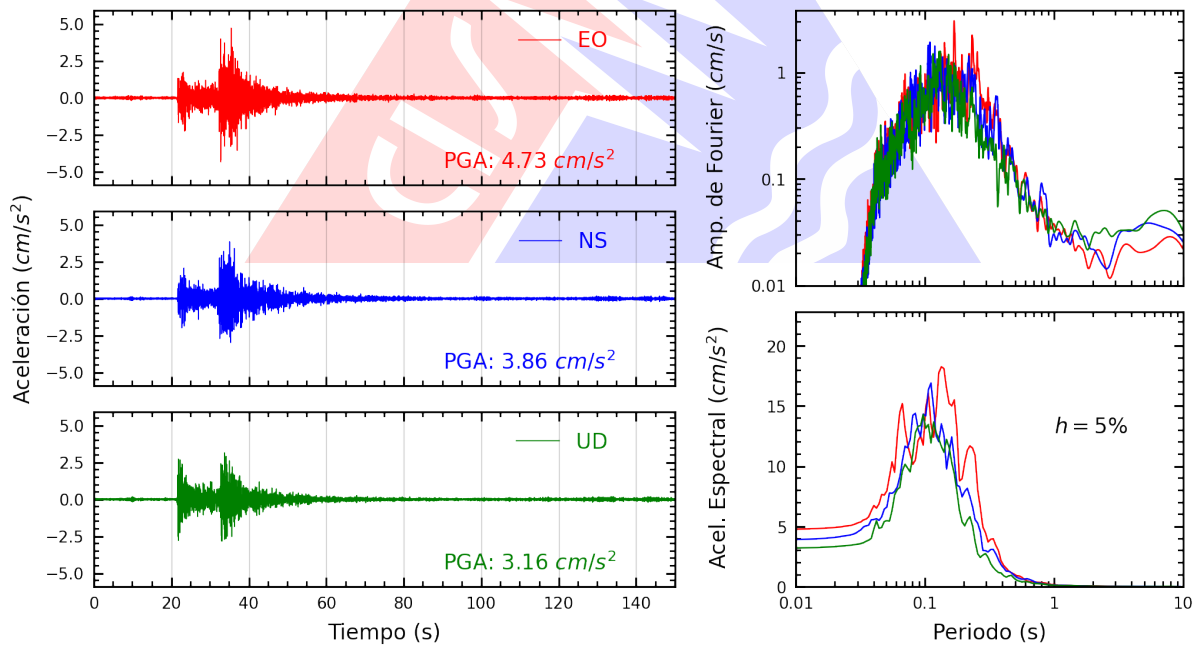 Aceleración (cm/s²)
5.0
2.5
0.0
−2.5
−5.0
EO
PGA: 4.73 cm/s²
5.0
2.5
0.0
−2.5
−5.0
NS
PGA: 3.86 cm/s²
5.0
2.5
0.0
−2.5
−5.0
UD
PGA: 3.16 cm/s²
0 20 40 60 80 100 120 140
Tiempo (s)
Amp. de Fourier (cm/s)
1
0.1
0.01
Acel. Espectral (cm/s²)
20
15
10
5
0
h = 5%
0.01 0.1 1 10
Periodo (s)